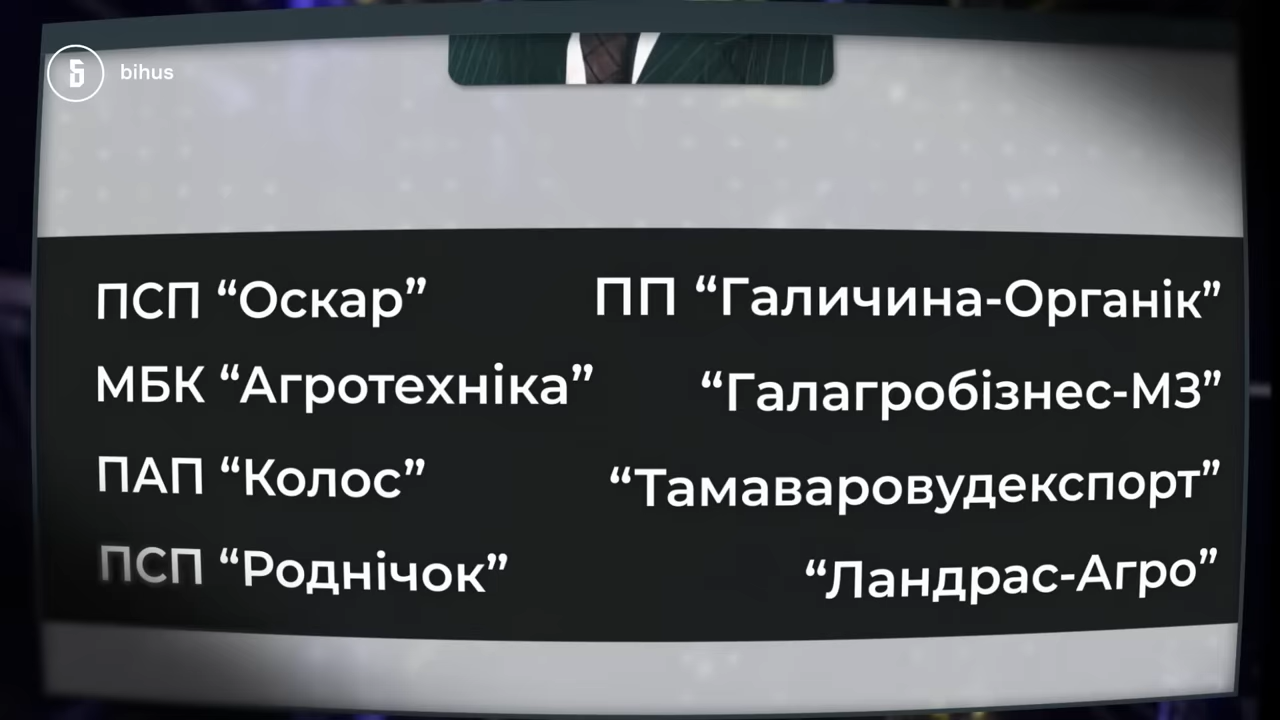 bihus
ПСП “Оскар”
МБК “Агротехніка”
ПАП “Колос”
ПСП “Роднічок”
ПП “Галичина-Органік”
“Галагробізнес-МЗ”
“Тамаваровудекспорт”
“Ландрас-Агро”